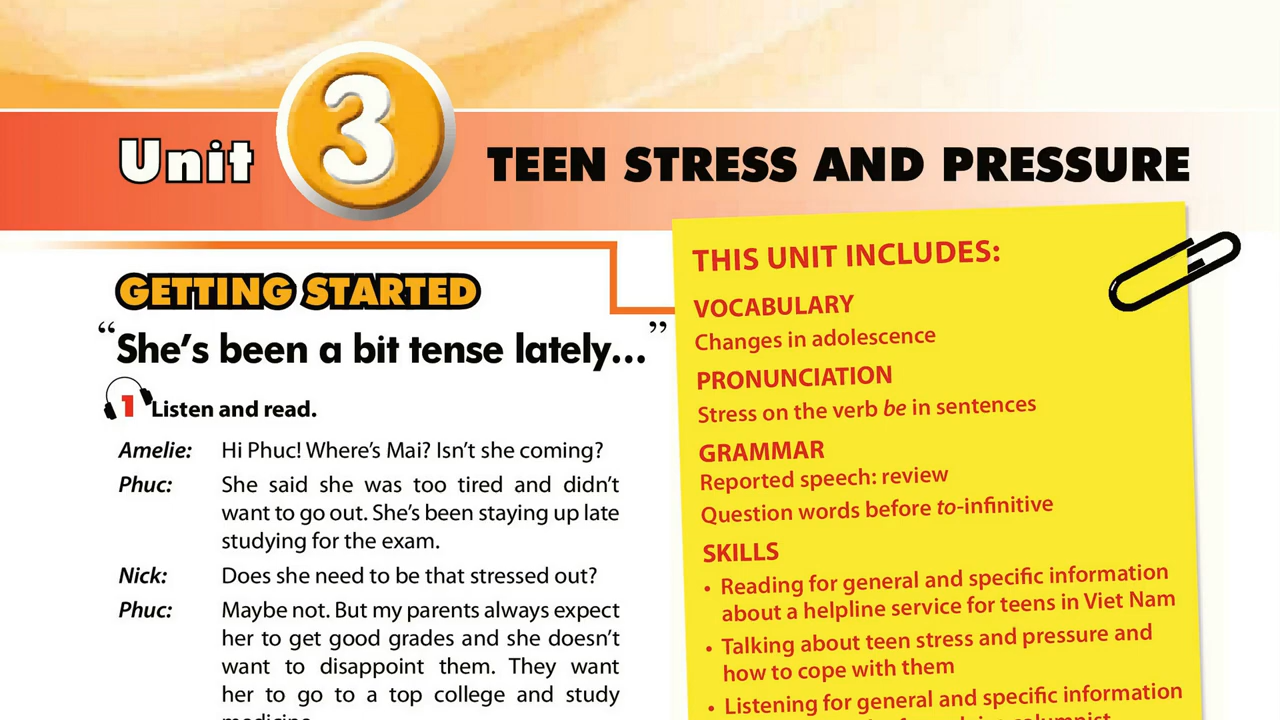 Unit 3 TEEN STRESS AND PRESSURE
GETTING STARTED
“She’s been a bit tense lately...”
1 Listen and read.
Amelie: Hi Phuc! Where’s Mai? Isn’t she coming?
Phuc: She said she was too tired and didn’t
want to go out. She’s been staying up late
studying for the exam.
Nick: Does she need to be that stressed out?
Phuc: Maybe not. But my parents always expect
her to get good grades and she doesn’t
want to disappoint them. They want
her to go to a top college and study
THIS UNIT INCLUDES:
VOCABULARY
Changes in adolescence
PRONUNCIATION
Stress on the verb be in sentences
GRAMMAR
Reported speech: review
Question words before to-infinitive
SKILLS
• Reading for general and specific information
about a helpline service for teens in Viet Nam
• Talking about teen stress and pressure and
how to cope with them
• Listening for general and specific information